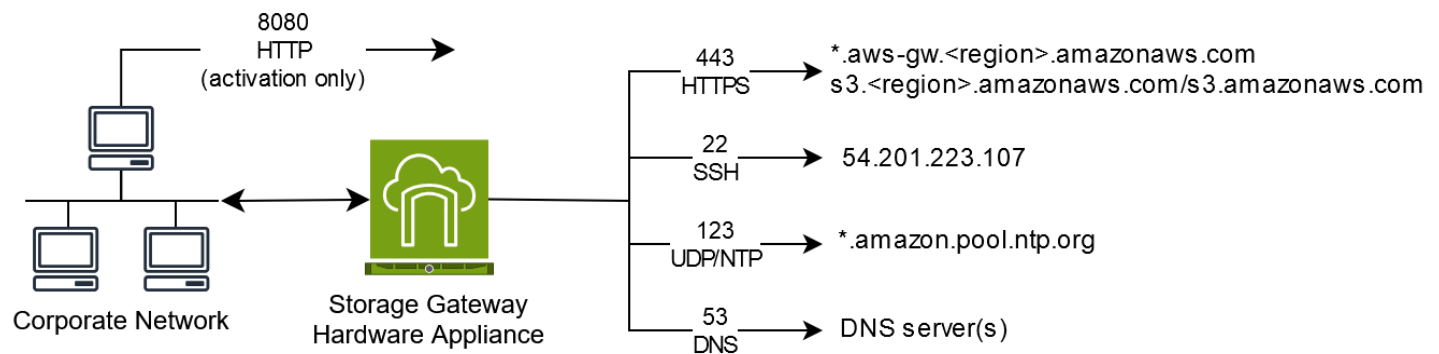 8080
HTTP
(activation only)
443
HTTPS
*.aws-gw.<region>.amazonaws.com
s3.<region>.amazonaws.com/s3.amazonaws.com
22
SSH
54.201.223.107
123
UDP/NTP
*.amazon.pool.ntp.org
53
DNS
DNS server(s)
Corporate Network
Storage Gateway
Hardware Appliance